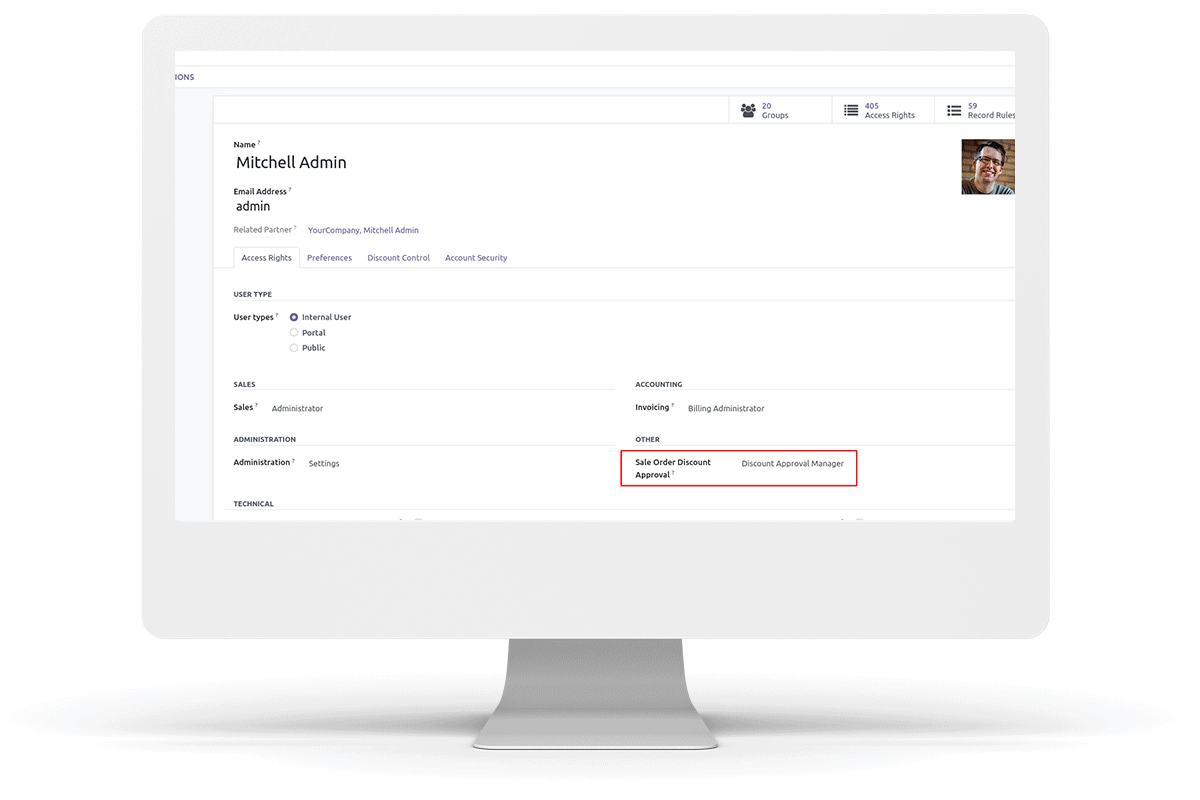 IONS
20
Groups
405
Access Rights
59
Record Rules
Name ?
Mitchell Admin
Email Address ?
admin
Related Partner ? YourCompany, Mitchell Admin
Access Rights Preferences Discount Control Account Security
USER TYPE
User types ? Internal User
Portal
Public
SALES
ACCOUNTING
Sales ? Administrator
Invoicing ? Billing Administrator
ADMINISTRATION
OTHER
Administration ? Settings
Sale Order Discount
Approval ? Discount Approval Manager
TECHNICAL